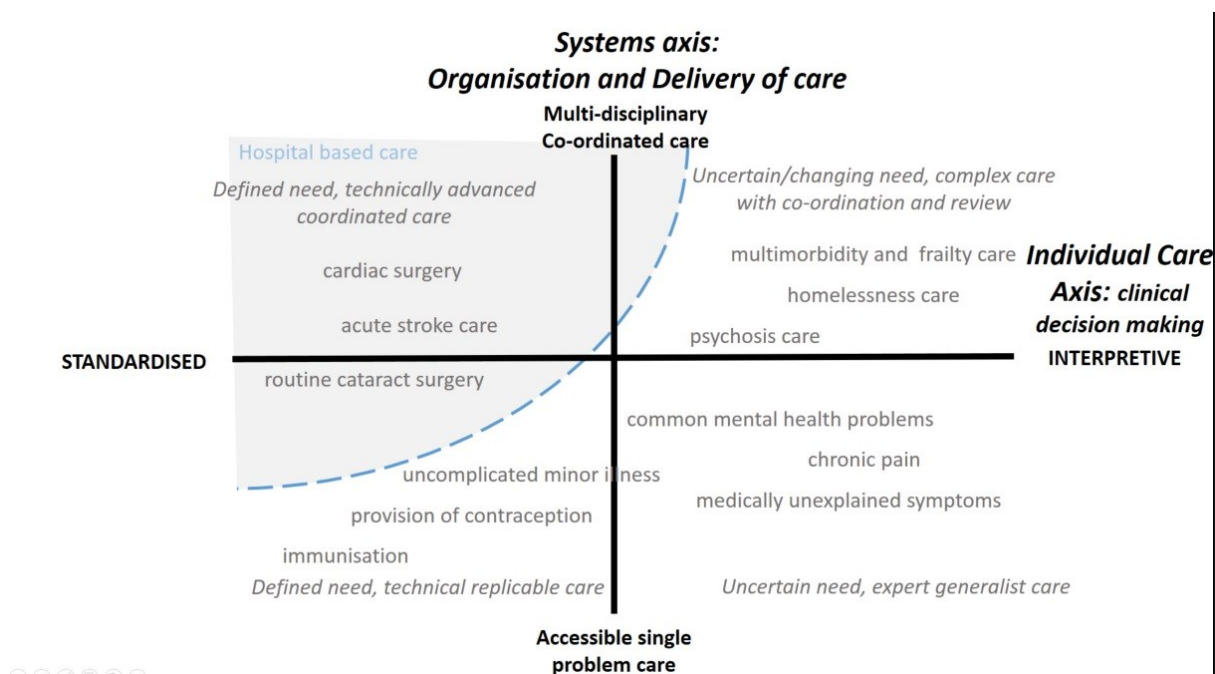 Systems axis:
Organisation and Delivery of care
Multi-disciplinary
Co-ordinated care
Hospital based care
Defined need, technically advanced
coordinated care
Uncertain/changing need, complex care
with co-ordination and review
cardiac surgery
multimorbidity and frailty care
homelessness care
acute stroke care
psychosis care
Individual Care
Axis: clinical
decision making
STANDARDISED
INTERPRETIVE
routine cataract surgery
common mental health problems
chronic pain
uncomplicated minor illness
medically unexplained symptoms
provision of contraception
immunisation
Defined need, technical replicable care
Uncertain need, expert generalist care
Accessible single
problem care